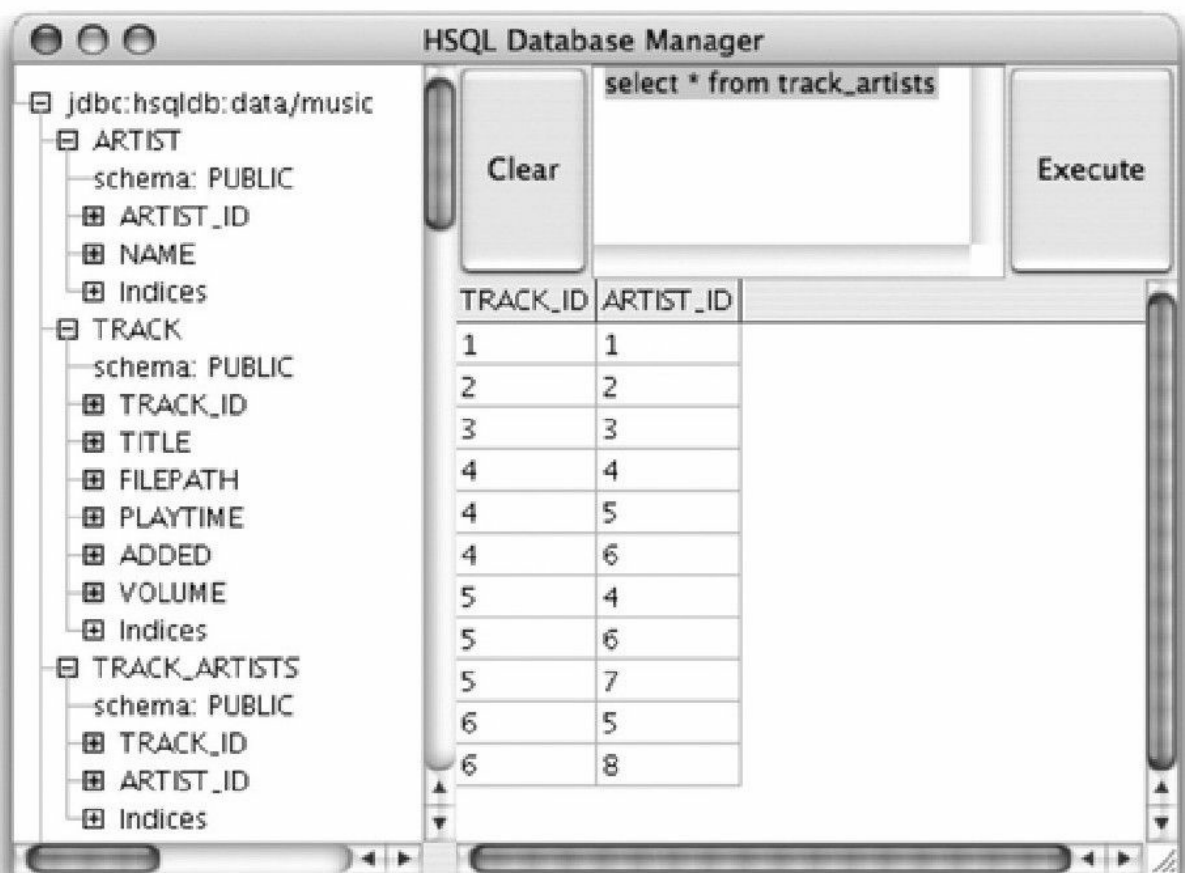 HSQL Database Manager
jdbc:hsqldb:data/music
ARTIST
schema: PUBLIC
ARTIST_ID
NAME
Indices
TRACK
schema: PUBLIC
TRACK_ID
TITLE
FILEPATH
PLAYTIME
ADDED
VOLUME
Indices
TRACK_ARTISTS
schema: PUBLIC
TRACK_ID
ARTIST_ID
Indices
Clear
select * from track_artists
Execute
TRACK_ID ARTIST_ID
1 1
2 2
3 3
4 4
4 5
4 6
5 4
5 6
5 7
6 5
6 8